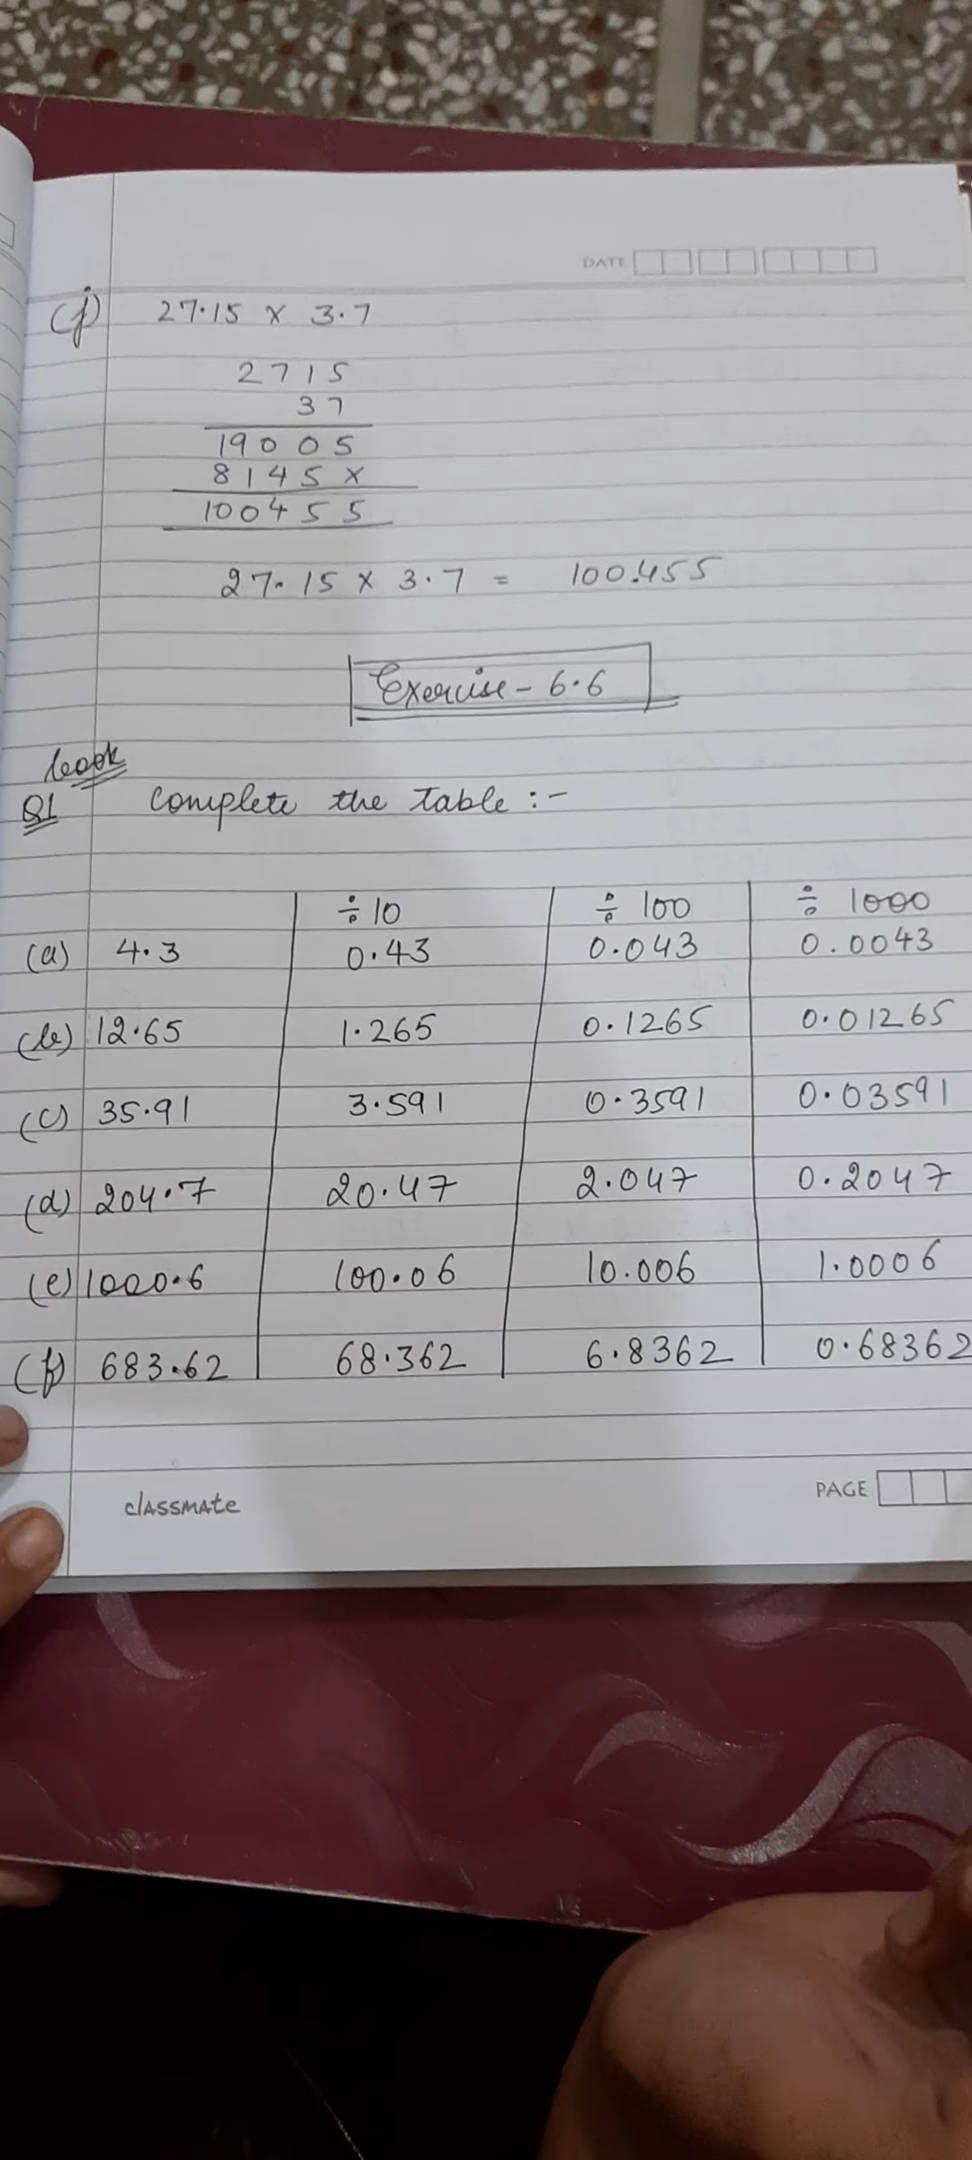 DATE
(j) 27.15 x 3.7
2715
37
19005
8145x
100455
27.15 x 3.7 = 100.455
Exercise - 6.6
book
Q1 Complete the table :-
÷ 10 ÷ 100 ÷ 1000
(a) 4.3 0.43 0.043 0.0043
(b) 12.65 1.265 0.1265 0.01265
(c) 35.91 3.591 0.3591 0.03591
(d) 204.7 20.47 2.047 0.2047
(e) 1000.6 100.06 10.006 1.0006
(f) 683.62 68.362 6.8362 0.68362
classmate PAGE